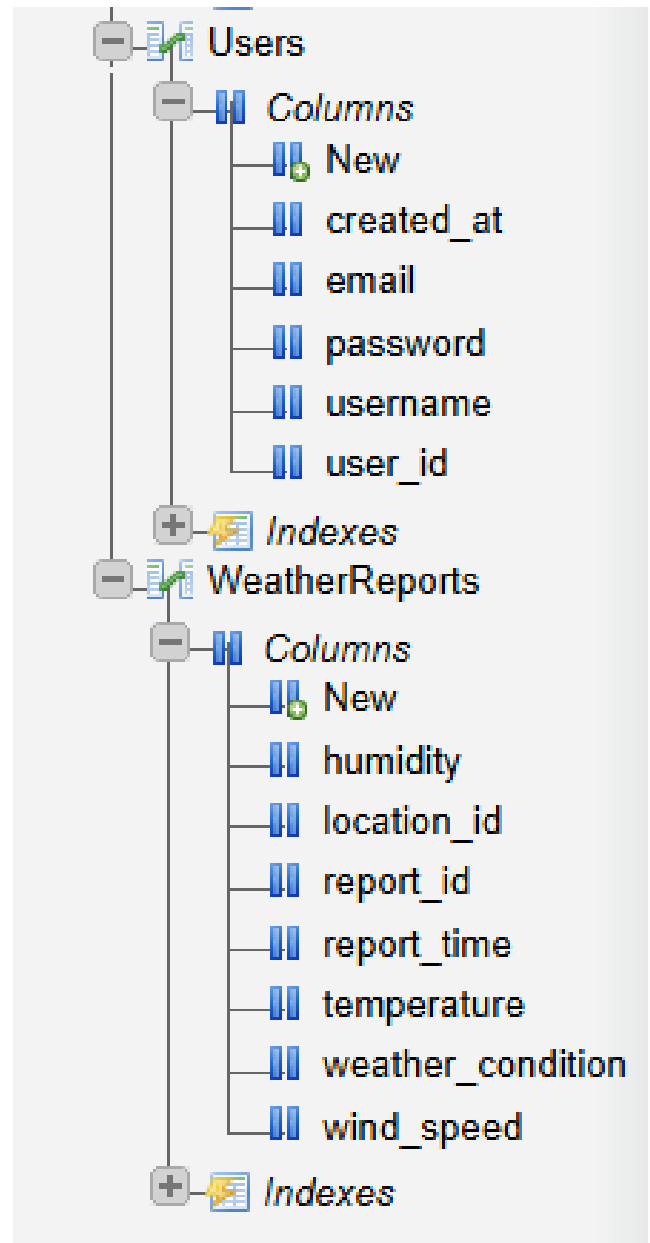 Users
Columns
New
created_at
email
password
username
user_id
Indexes
WeatherReports
Columns
New
humidity
location_id
report_id
report_time
temperature
weather_condition
wind_speed
Indexes